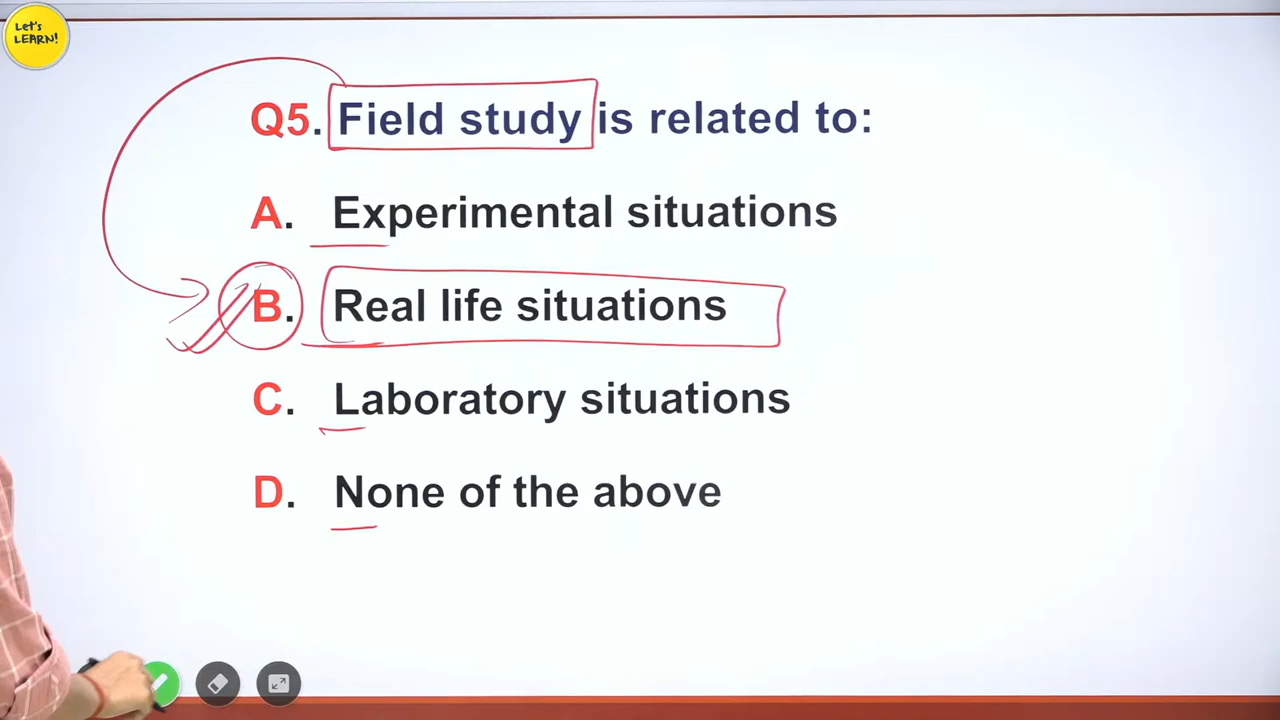 Let's
LEARN!
Q5. Field study is related to:
A. Experimental situations
B. Real life situations
C. Laboratory situations
D. None of the above